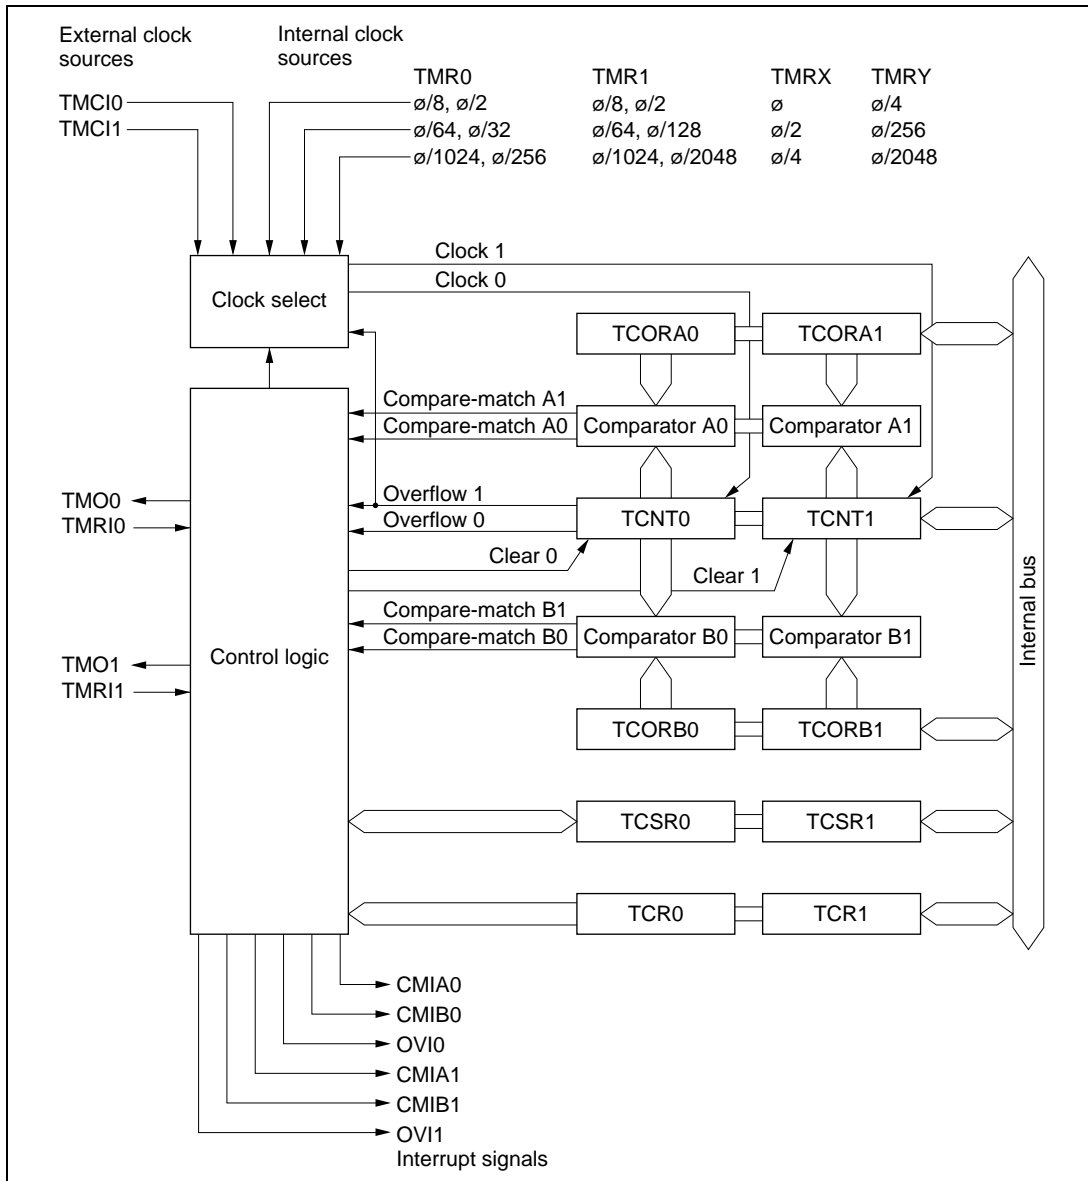 External clock
sources
Internal clock
sources
TMR0 TMR1 TMRX TMRY
TMCI0 ø/8, ø/2 ø/8, ø/2 ø ø/4
TMCI1 ø/64, ø/32 ø/64, ø/128 ø/2 ø/256
ø/1024, ø/256 ø/1024, ø/2048 ø/4 ø/2048
Clock 1
Clock 0
Clock select
TCORA0 TCORA1
Compare-match A1
Compare-match A0
Comparator A0 Comparator A1
TMO0
TMRI0
Overflow 1
Overflow 0
TCNT0 TCNT1
Clear 0
Clear 1
Compare-match B1
Compare-match B0
Comparator B0 Comparator B1
Control logic
TMO1
TMRI1
Internal bus
TCORB0 TCORB1
TCSR0 TCSR1
TCR0 TCR1
CMIA0
CMIB0
OVI0
CMIA1
CMIB1
OVI1
Interrupt signals